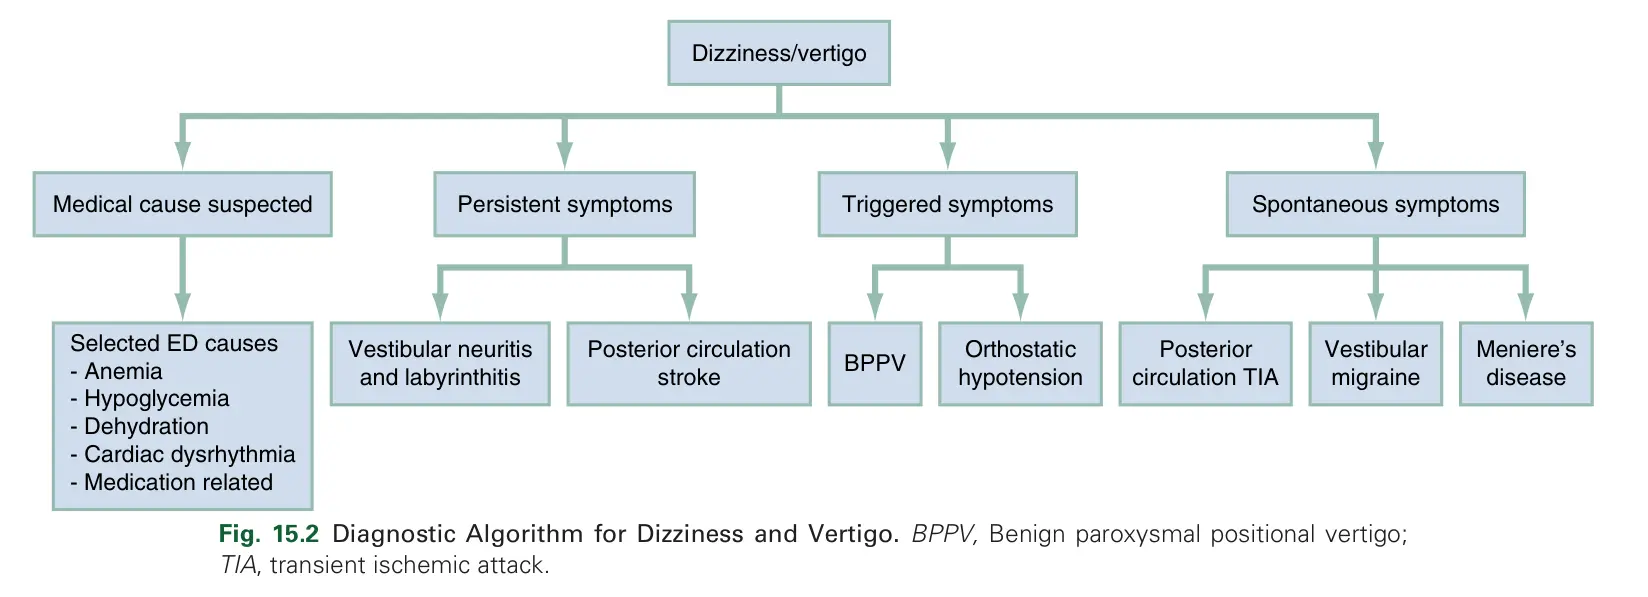 Dizziness/vertigo
Medical cause suspected
Persistent symptoms
Triggered symptoms
Spontaneous symptoms
Selected ED causes
- Anemia
- Hypoglycemia
- Dehydration
- Cardiac dysrhythmia
- Medication related
Vestibular neuritis
and labyrinthitis
Posterior circulation
stroke
BPPV
Orthostatic
hypotension
Posterior
circulation TIA
Vestibular
migraine
Meniere’s
disease
Fig. 15.2 Diagnostic Algorithm for Dizziness and Vertigo. BPPV, Benign paroxysmal positional vertigo;
TIA, transient ischemic attack.